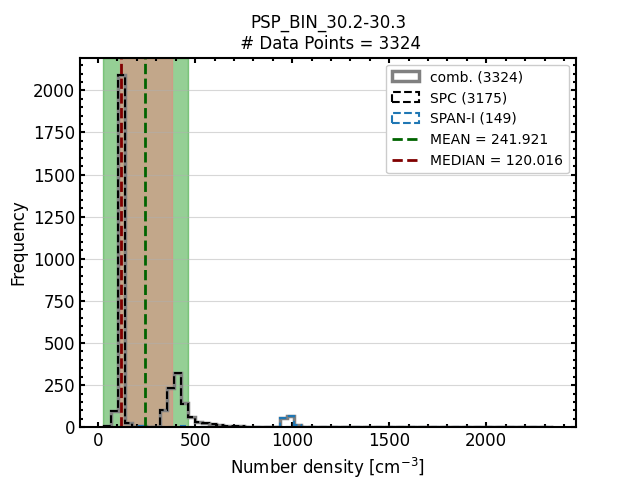 PSP_BIN_30.2-30.3
# Data Points = 3324
comb. (3324)
SPC (3175)
SPAN-I (149)
MEAN = 241.921
MEDIAN = 120.016
Frequency
2000
1750
1500
1250
1000
750
500
250
0
0 500 1000 1500 2000
Number density [cm⁻³]